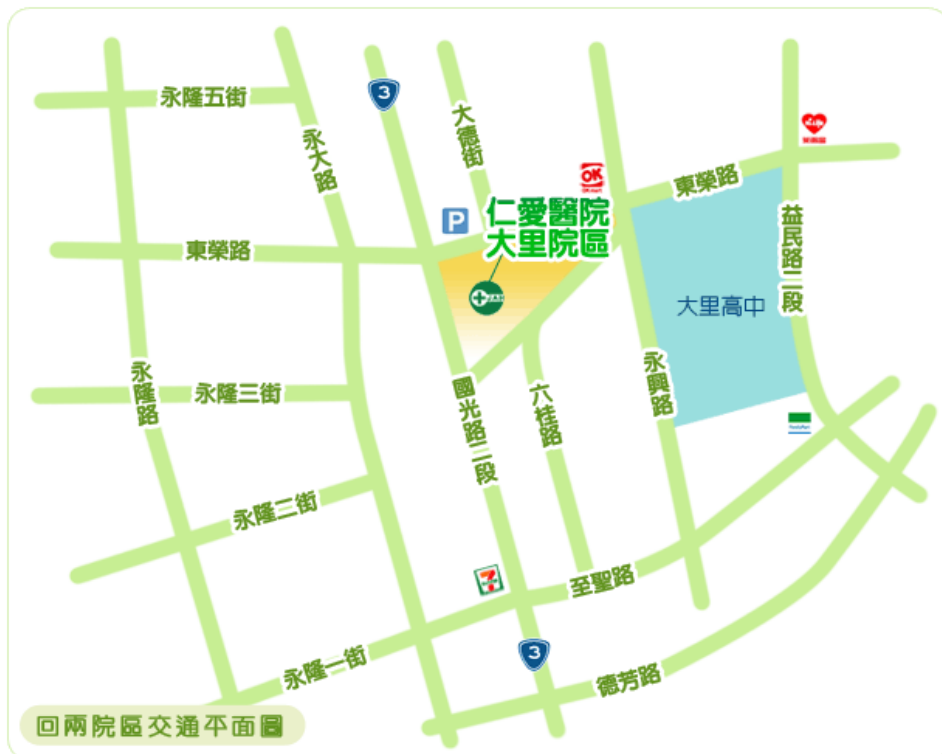 永隆五街
永大路
3
大德街
OK
東榮路
P
仁愛醫院
大里院區
東榮路
益民路二段
大里高中
永隆路
永隆三街
國光路二段
六桂路
永興路
FamilyMart
永隆二街
7
至聖路
3
永隆一街
德芳路
回兩院區交通平面圖